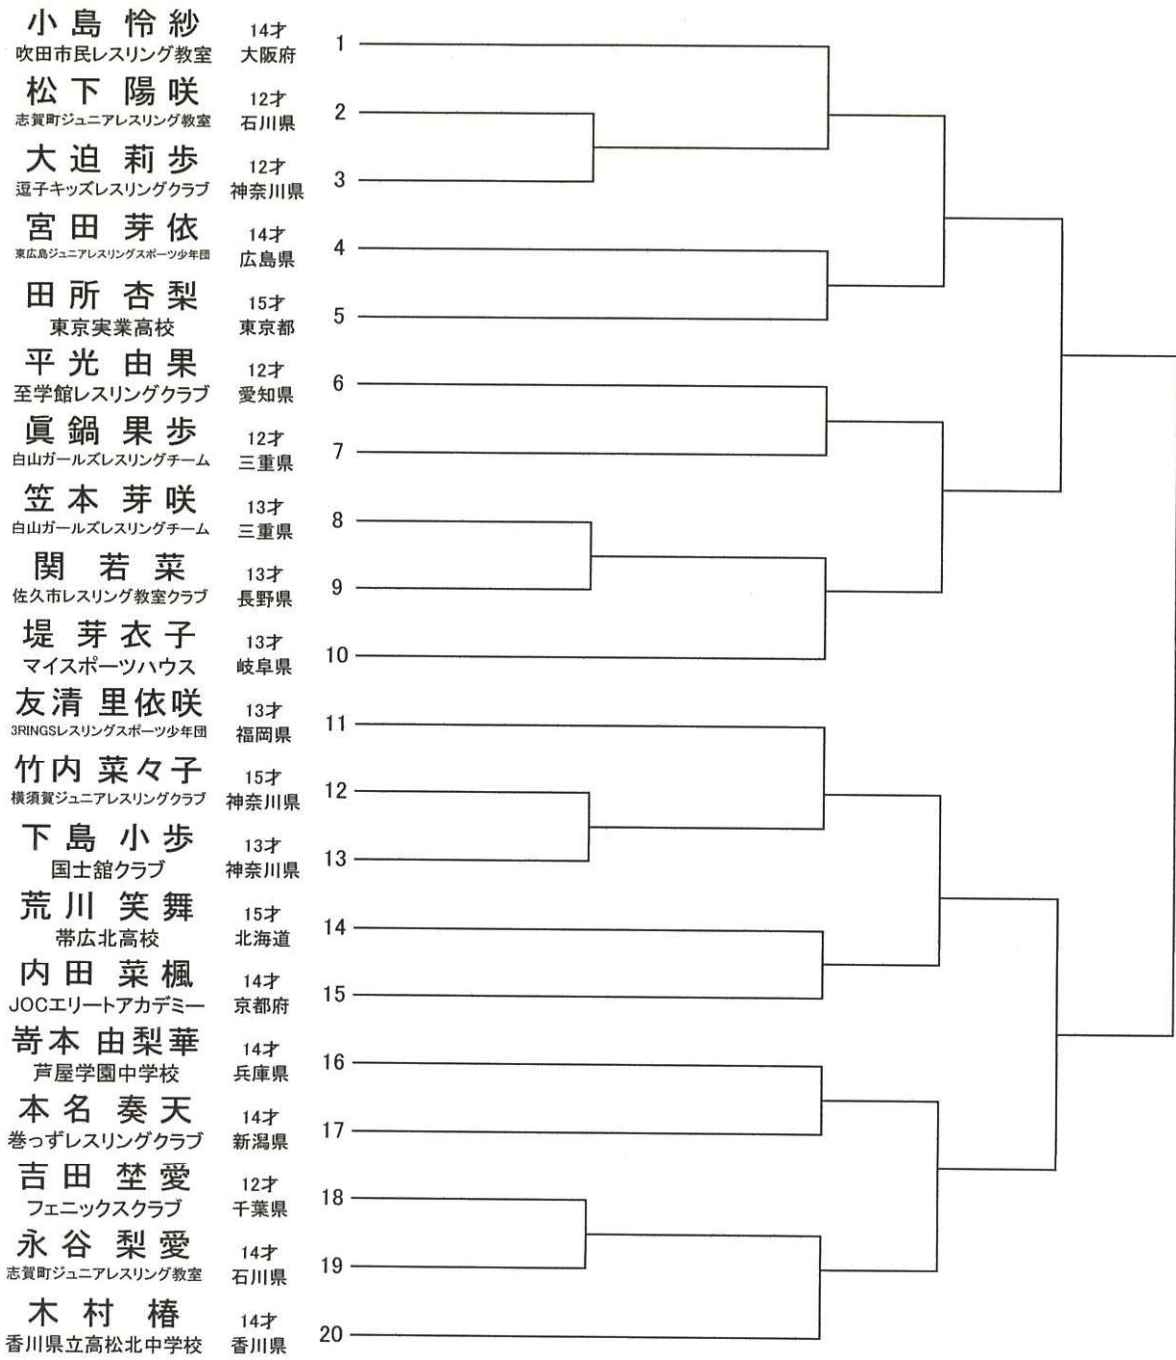 小島 怜紗 14才
吹田市民レスリング教室 大阪府 1
松下 陽咲 12才
志賀町ジュニアレスリング教室 石川県 2
大迫 莉歩 12才
逗子キッズレスリングクラブ 神奈川県 3
宮田 芽依 14才
東広島ジュニアレスリングスポーツ少年団 広島県 4
田所 杏梨 15才
東京実業高校 東京都 5
平光 由果 12才
至学館レスリングクラブ 愛知県 6
眞鍋 果歩 12才
白山ガールズレスリングチーム 三重県 7
笠本 芽咲 13才
白山ガールズレスリングチーム 三重県 8
関 若菜 13才
佐久市レスリング教室クラブ 長野県 9
堤 芽衣子 13才
マイスポーツハウス 岐阜県 10
友清 里依咲 13才
3RINGSレスリングスポーツ少年団 福岡県 11
竹内 菜々子 15才
横須賀ジュニアレスリングクラブ 神奈川県 12
下島 小歩 13才
国士舘クラブ 神奈川県 13
荒川 笑舞 15才
帯広北高校 北海道 14
内田 菜楓 14才
JOCエリートアカデミー 京都府 15
嵜本 由梨華 14才
芦屋学園中学校 兵庫県 16
本名 奏天 14才
巻っずレスリングクラブ 新潟県 17
吉田 埜愛 12才
フェニックスクラブ 千葉県 18
永谷 梨愛 14才
志賀町ジュニアレスリング教室 石川県 19
木村 椿 14才
香川県立高松北中学校 香川県 20